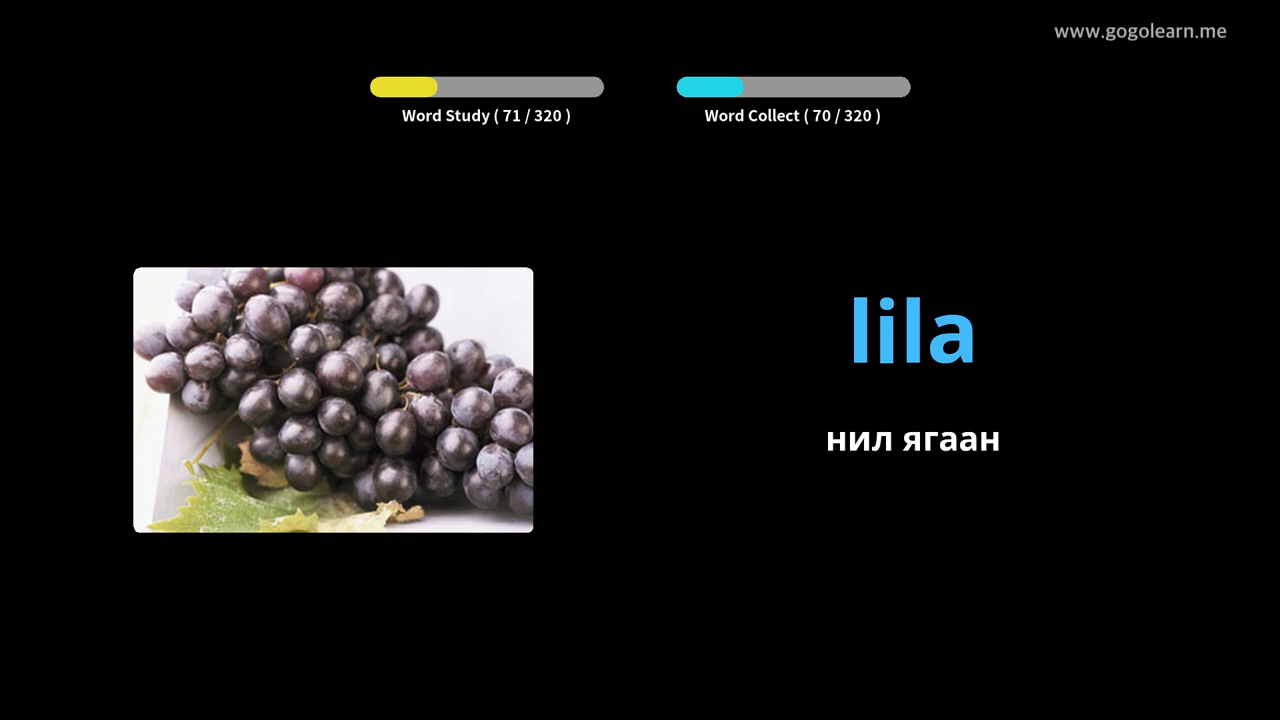 www.gogolearn.me
Word Study ( 71 / 320 )
Word Collect ( 70 / 320 )
lila
нил ягаан